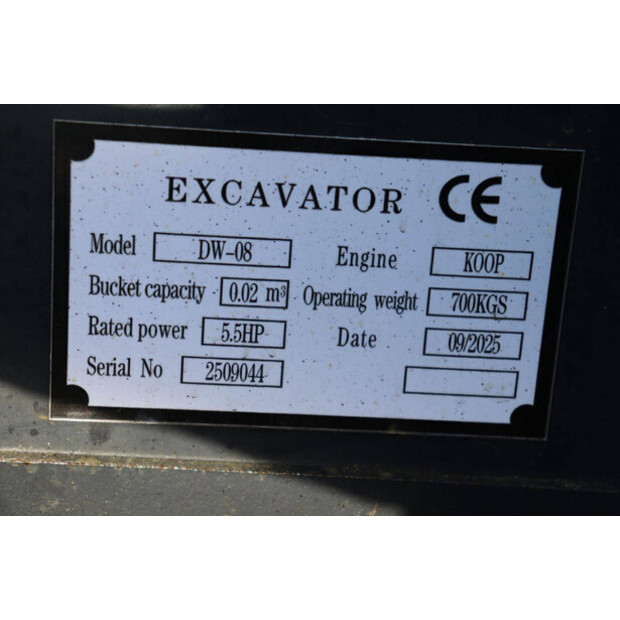 EXCAVATOR CE
Model DW-08 Engine KOOP
Bucket capacity 0.02 m³ Operating weight 700KGS
Rated power 5.5HP Date 09/2025
Serial No 2509044